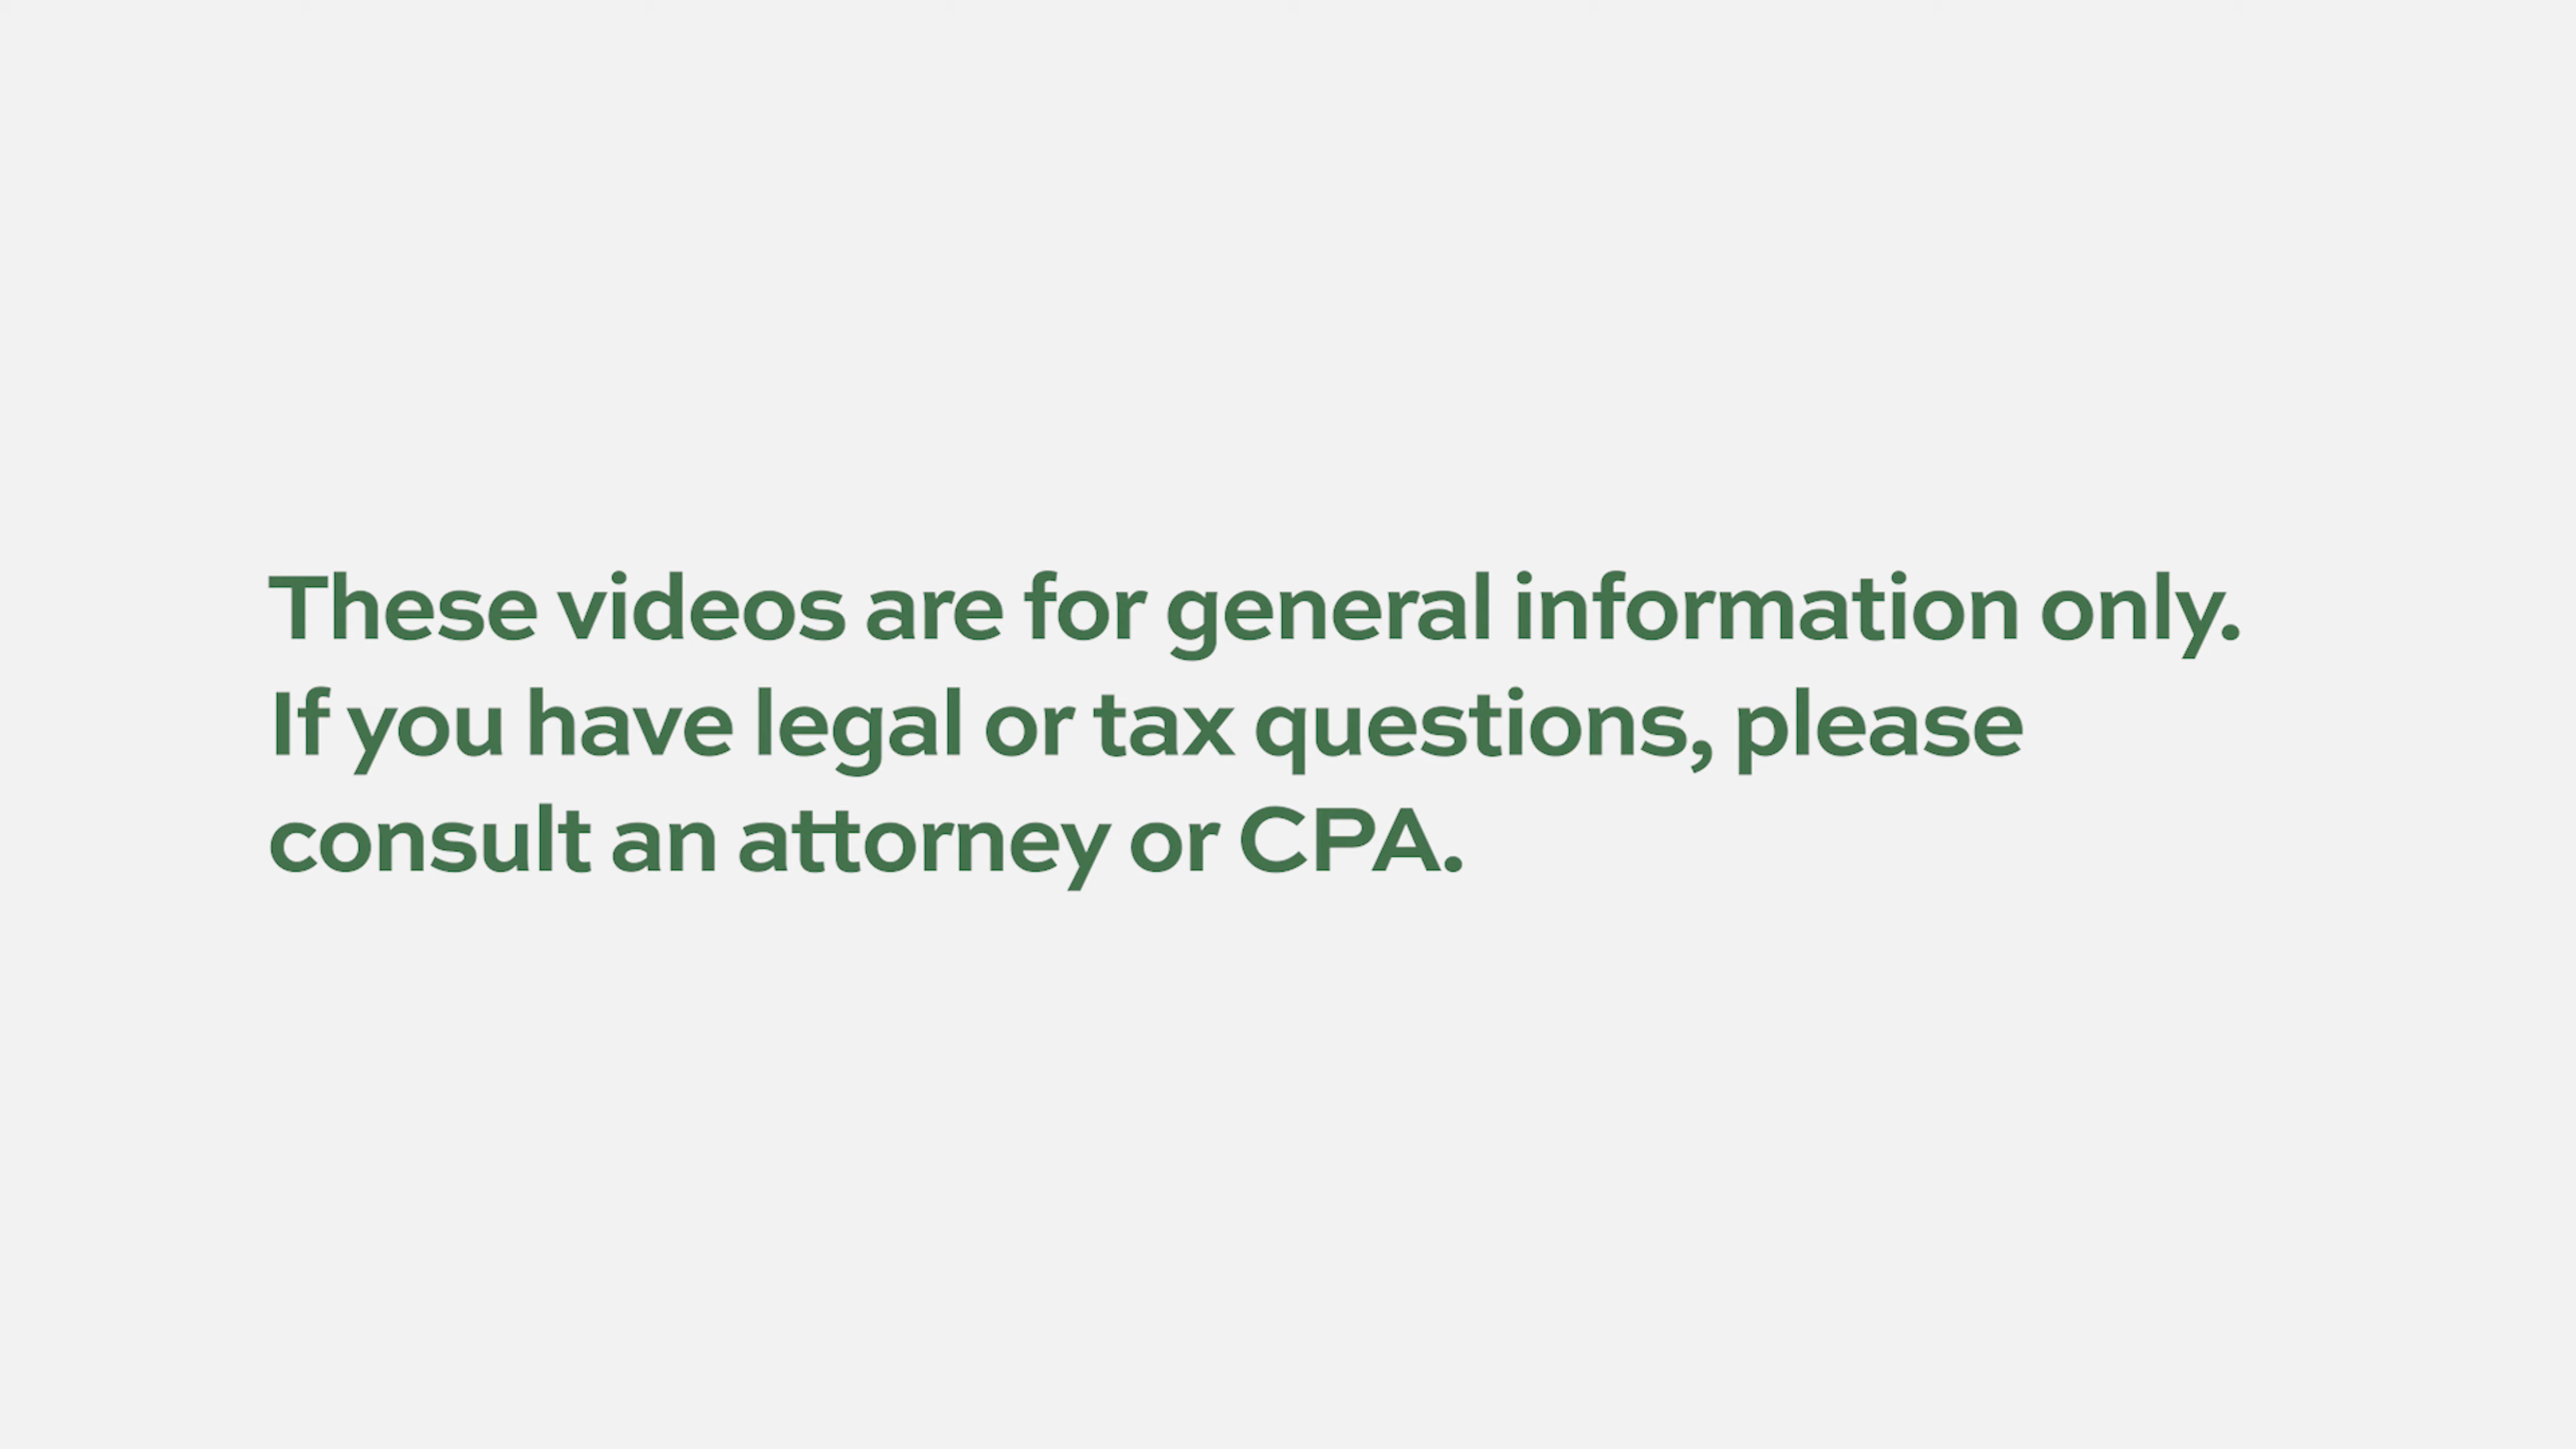 These videos are for general information only.
If you have legal or tax questions, please
consult an attorney or CPA.